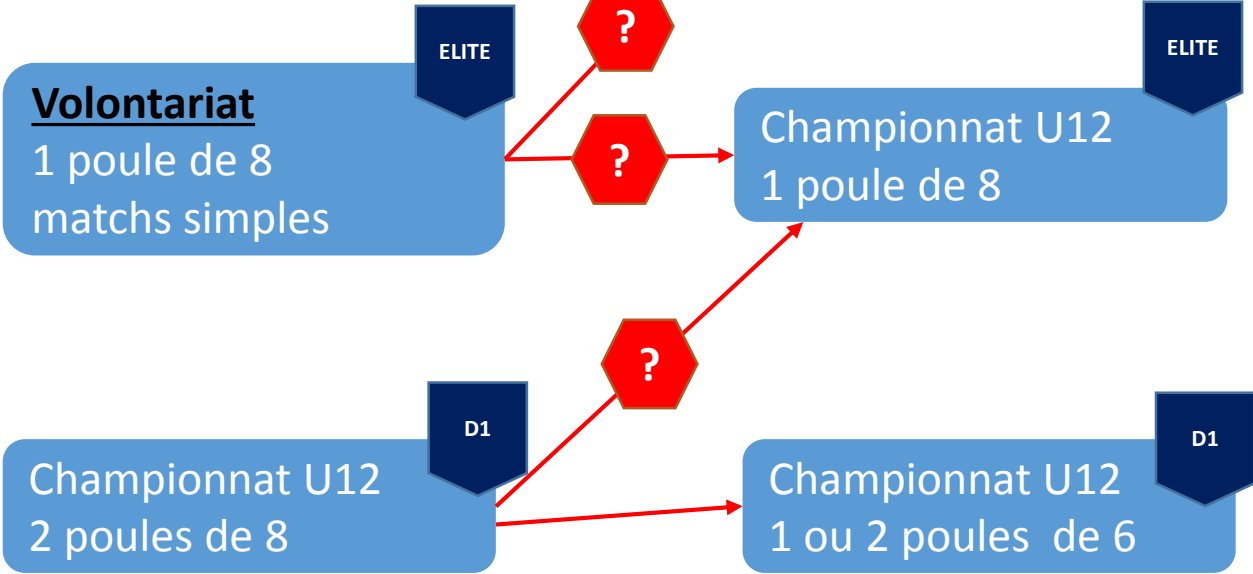 ?
ELITE
Volontariat
1 poule de 8
matchs simples
?
ELITE
Championnat U12
1 poule de 8
?
D1
Championnat U12
2 poules de 8
D1
Championnat U12
1 ou 2 poules de 6